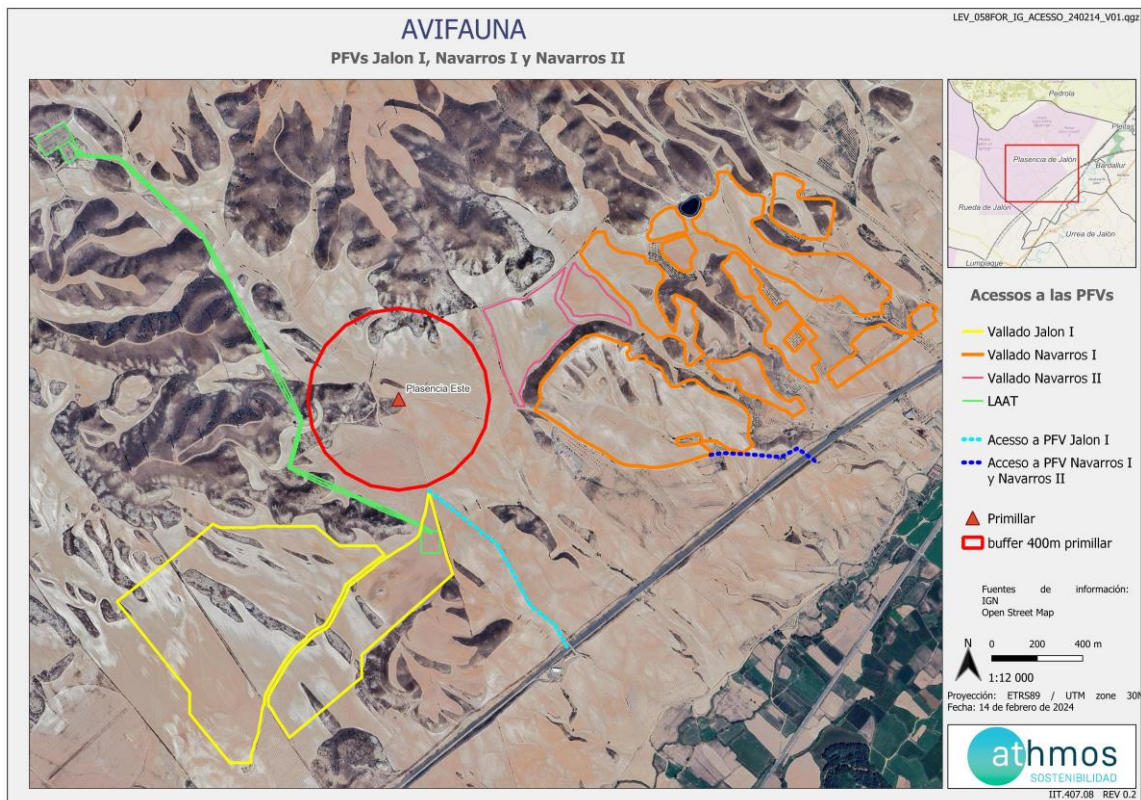 LEV_058FOR_IG_ACESSO_240214_V01.qgz
AVIFAUNA
PFVs Jalon I, Navarros I y Navarros II
Plasencia Este
Pedrola
Pleitas
Plasencia de Jalón
Bardallur
Rueda de Jalón
Urrea de Jalón
Lumpiaque
Acessos a las PFVs
Vallado Jalon I
Vallado Navarros I
Vallado Navarros II
LAAT
Acesso a PFV Jalon I
Acceso a PFV Navarros I
y Navarros II
Primillar
buffer 400m primillar
Fuentes de información:
IGN
Open Street Map
N
0 200 400 m
1:12 000
Proyección: ETRS89 / UTM zone 30N
Fecha: 14 de febrero de 2024
athmos
SOSTENIBILIDAD
IIT.407.08 REV 0.2